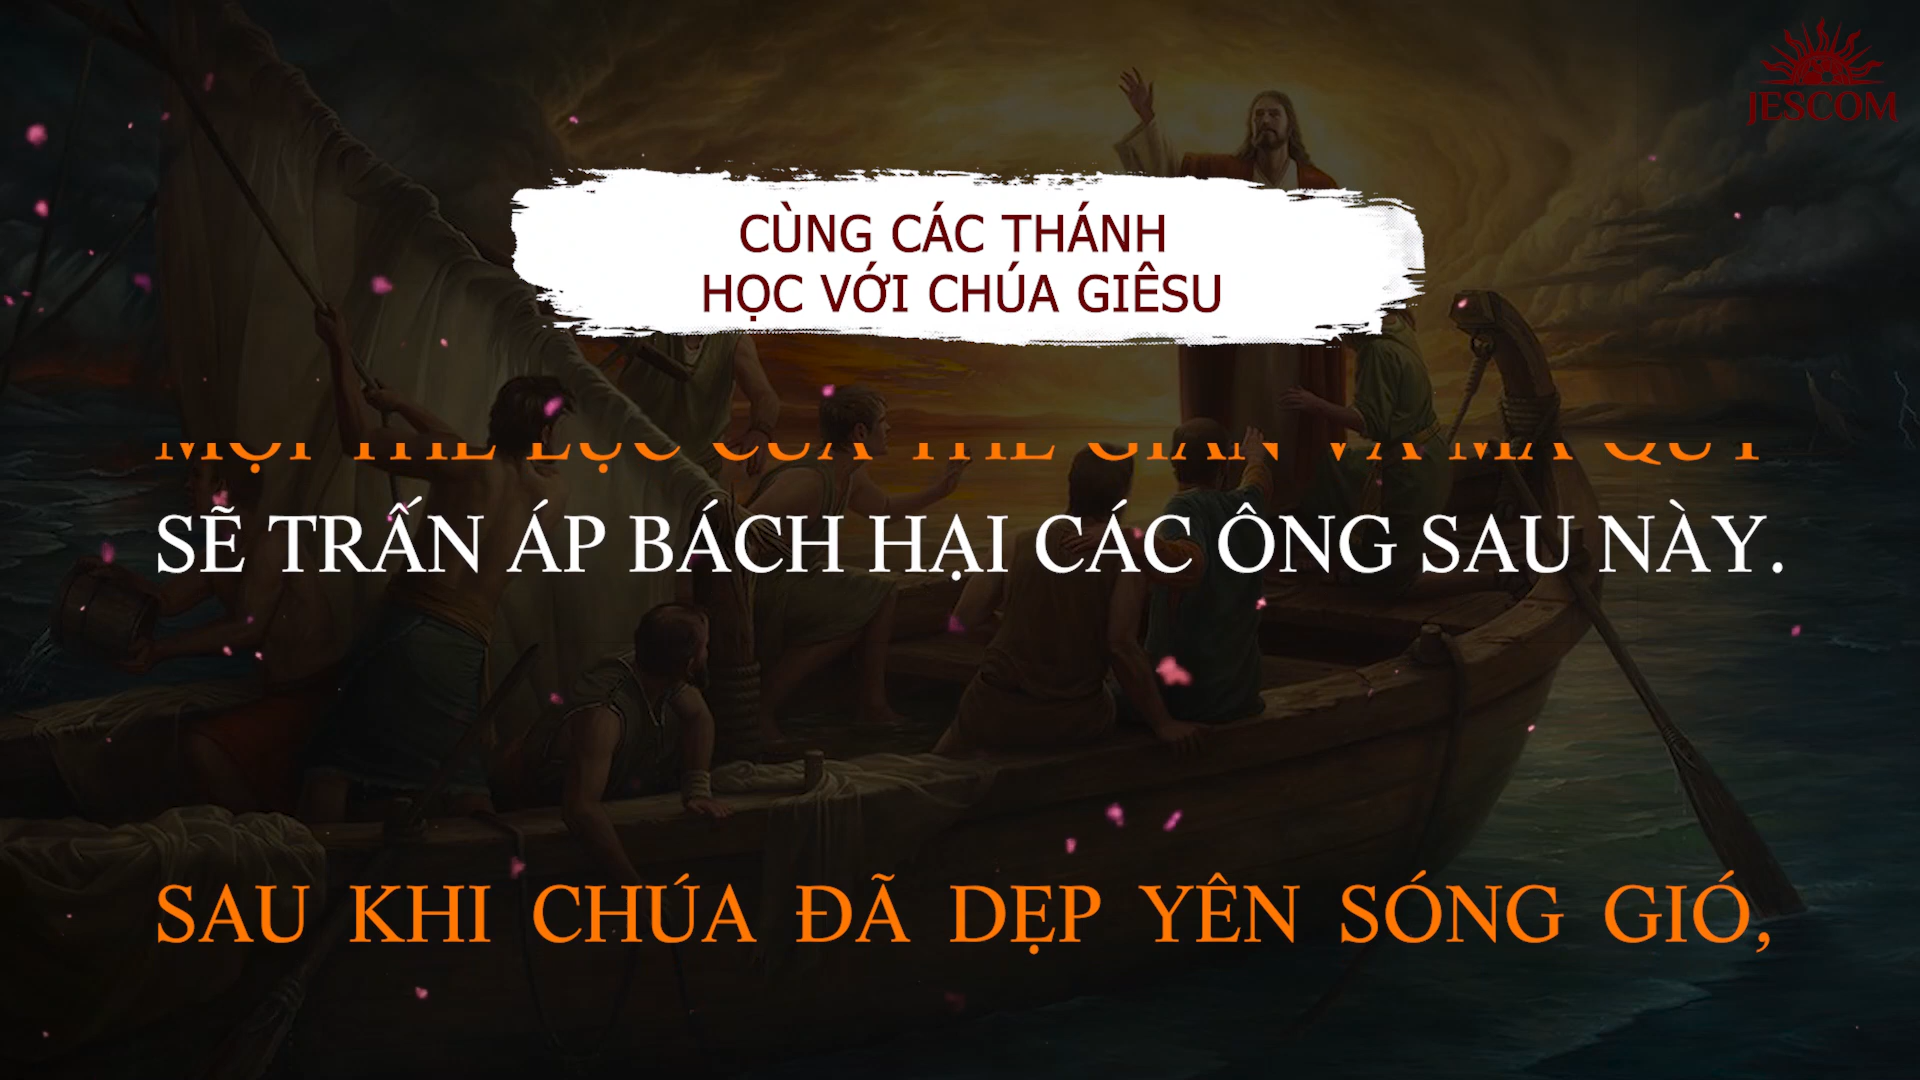 JESCOM
CÙNG CÁC THÁNH
HỌC VỚI CHÚA GIÊSU
SẼ TRẤN ÁP BÁCH HẠI CÁC ÔNG SAU NÀY.
SAU KHI CHÚA ĐÃ DẸP YÊN SÓNG GIÓ,